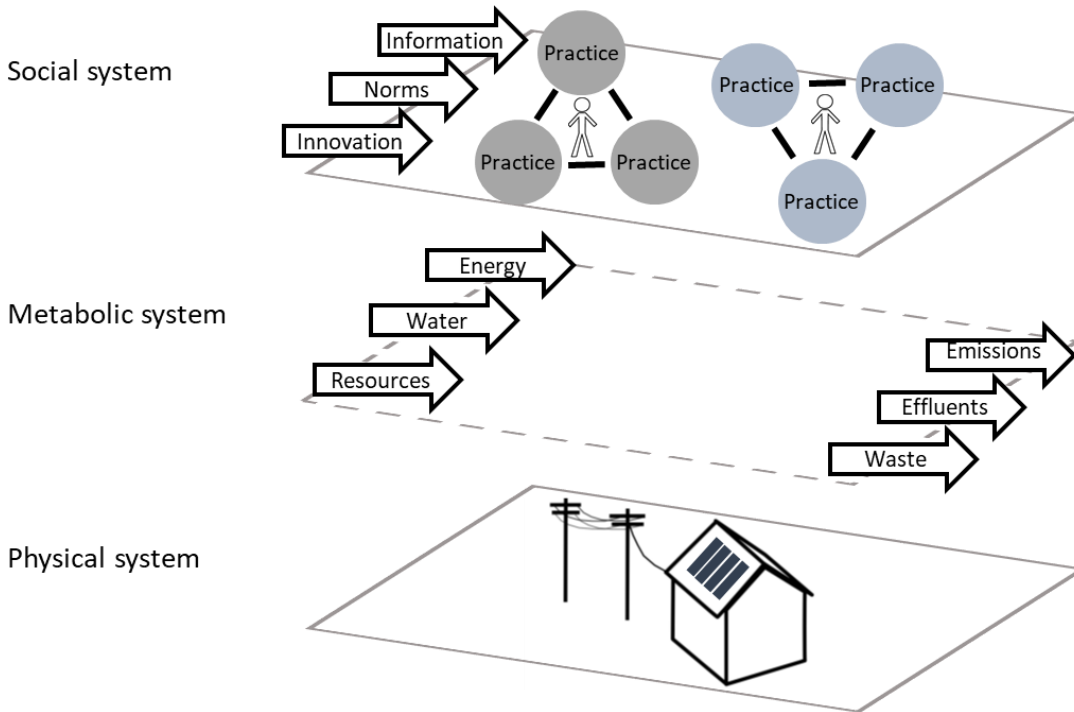 Social system
Information
Norms
Innovation
Practice
Practice
Practice
Practice
Practice
Practice
Metabolic system
Energy
Water
Resources
Emissions
Effluents
Waste
Physical system